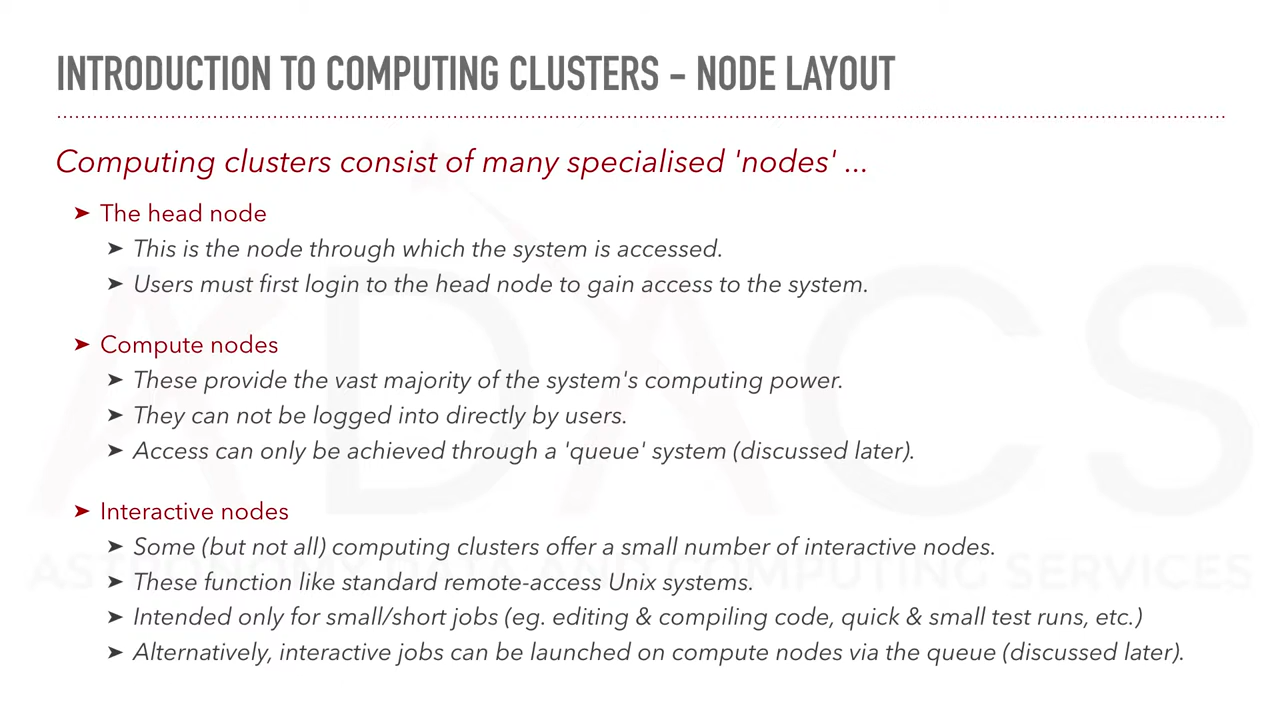 INTRODUCTION TO COMPUTING CLUSTERS – NODE LAYOUT
Computing clusters consist of many specialised 'nodes' ...
➤ The head node
➤ This is the node through which the system is accessed.
➤ Users must first login to the head node to gain access to the system.
➤ Compute nodes
➤ These provide the vast majority of the system's computing power.
➤ They can not be logged into directly by users.
➤ Access can only be achieved through a 'queue' system (discussed later).
➤ Interactive nodes
➤ Some (but not all) computing clusters offer a small number of interactive nodes.
➤ These function like standard remote-access Unix systems.
➤ Intended only for small/short jobs (eg. editing & compiling code, quick & small test runs, etc.)
➤ Alternatively, interactive jobs can be launched on compute nodes via the queue (discussed later).
ADACS
ASTRONOMY DATA AND COMPUTING SERVICES